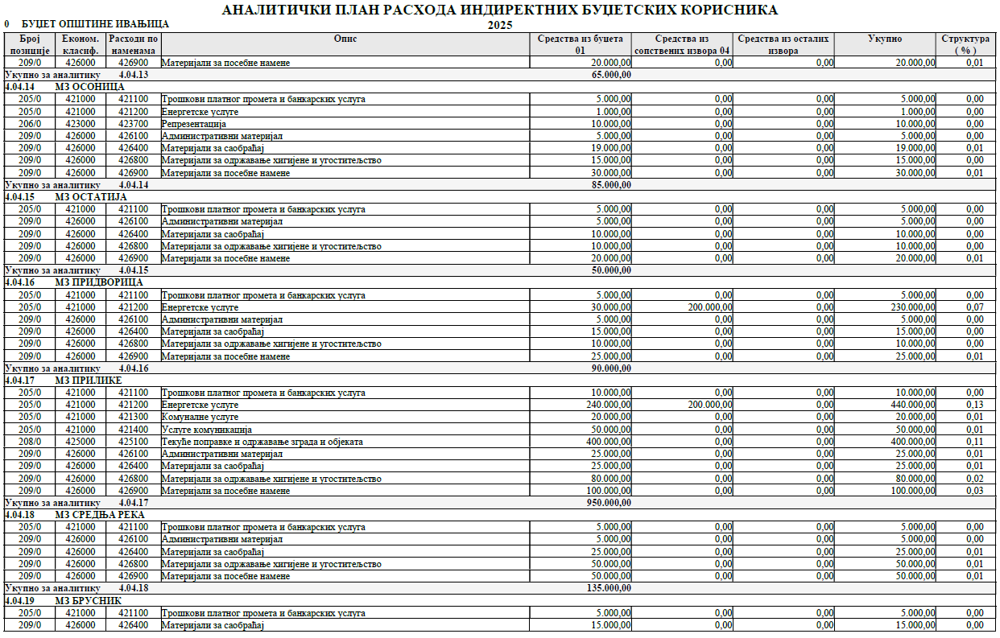 АНАЛИТИЧКИ ПЛАН РАСХОДА ИНДИРЕКТНИХ БУЏЕТСКИХ КОРИСНИКА
0 БУЏЕТ ОПШТИНЕ ИВАЊИЦА 2025
Број позиције Економ. класиф. Расходи по наменама Опис Средства из буџета 01 Средства из сопствених извора 04 Средства из осталих извора Укупно Структура ( % )
209/0 426000 426900 Материјали за посебне намене 20.000,00 0,00 0,00 20.000,00 0,01
Укупно за аналитику 4.04.13 65.000,00
4.04.14 МЗ ОСОНИЦА
205/0 421000 421100 Трошкови платног промета и банкарских услуга 5.000,00 0,00 0,00 5.000,00 0,00
205/0 421000 421200 Енергетске услуге 1.000,00 0,00 0,00 1.000,00 0,00
206/0 423000 423700 Репрезентација 10.000,00 0,00 0,00 10.000,00 0,00
209/0 426000 426100 Административни материјал 5.000,00 0,00 0,00 5.000,00 0,00
209/0 426000 426400 Материјали за саобраћај 19.000,00 0,00 0,00 19.000,00 0,01
209/0 426000 426800 Материјали за одржавање хигијене и угоститељство 15.000,00 0,00 0,00 15.000,00 0,00
209/0 426000 426900 Материјали за посебне намене 30.000,00 0,00 0,00 30.000,00 0,01
Укупно за аналитику 4.04.14 85.000,00
4.04.15 МЗ ОСТАТИЈА
205/0 421000 421100 Трошкови платног промета и банкарских услуга 5.000,00 0,00 0,00 5.000,00 0,00
209/0 426000 426100 Административни материјал 5.000,00 0,00 0,00 5.000,00 0,00
209/0 426000 426400 Материјали за саобраћај 10.000,00 0,00 0,00 10.000,00 0,00
209/0 426000 426800 Материјали за одржавање хигијене и угоститељство 10.000,00 0,00 0,00 10.000,00 0,00
209/0 426000 426900 Материјали за посебне намене 20.000,00 0,00 0,00 20.000,00 0,01
Укупно за аналитику 4.04.15 50.000,00
4.04.16 МЗ ПРИДВОРИЦА
205/0 421000 421100 Трошкови платног промета и банкарских услуга 5.000,00 0,00 0,00 5.000,00 0,00
205/0 421000 421200 Енергетске услуге 30.000,00 200.000,00 0,00 230.000,00 0,07
209/0 426000 426100 Административни материјал 5.000,00 0,00 0,00 5.000,00 0,00
209/0 426000 426400 Материјали за саобраћај 15.000,00 0,00 0,00 15.000,00 0,00
209/0 426000 426800 Материјали за одржавање хигијене и угоститељство 10.000,00 0,00 0,00 10.000,00 0,00
209/0 426000 426900 Материјали за посебне намене 25.000,00 0,00 0,00 25.000,00 0,01
Укупно за аналитику 4.04.16 90.000,00
4.04.17 МЗ ПРИЛИКЕ
205/0 421000 421100 Трошкови платног промета и банкарских услуга 10.000,00 0,00 0,00 10.000,00 0,00
205/0 421000 421200 Енергетске услуге 240.000,00 200.000,00 0,00 440.000,00 0,13
205/0 421000 421300 Комуналне услуге 20.000,00 0,00 0,00 20.000,00 0,01
205/0 421000 421400 Услуге комуникација 50.000,00 0,00 0,00 50.000,00 0,01
208/0 425000 425100 Текуће поправке и одржавање зграда и објеката 400.000,00 0,00 0,00 400.000,00 0,11
209/0 426000 426100 Административни материјал 25.000,00 0,00 0,00 25.000,00 0,01
209/0 426000 426400 Материјали за саобраћај 25.000,00 0,00 0,00 25.000,00 0,01
209/0 426000 426800 Материјали за одржавање хигијене и угоститељство 80.000,00 0,00 0,00 80.000,00 0,02
209/0 426000 426900 Материјали за посебне намене 100.000,00 0,00 0,00 100.000,00 0,03
Укупно за аналитику 4.04.17 950.000,00
4.04.18 МЗ СРЕДЊА РЕКА
205/0 421000 421100 Трошкови платног промета и банкарских услуга 5.000,00 0,00 0,00 5.000,00 0,00
209/0 426000 426100 Административни материјал 5.000,00 0,00 0,00 5.000,00 0,00
209/0 426000 426400 Материјали за саобраћај 25.000,00 0,00 0,00 25.000,00 0,01
209/0 426000 426800 Материјали за одржавање хигијене и угоститељство 50.000,00 0,00 0,00 50.000,00 0,01
209/0 426000 426900 Материјали за посебне намене 50.000,00 0,00 0,00 50.000,00 0,01
Укупно за аналитику 4.04.18 135.000,00
4.04.19 МЗ БРУСНИК
205/0 421000 421100 Трошкови платног промета и банкарских услуга 5.000,00 0,00 0,00 5.000,00 0,00
209/0 426000 426400 Материјали за саобраћај 15.000,00 0,00 0,00 15.000,00 0,00